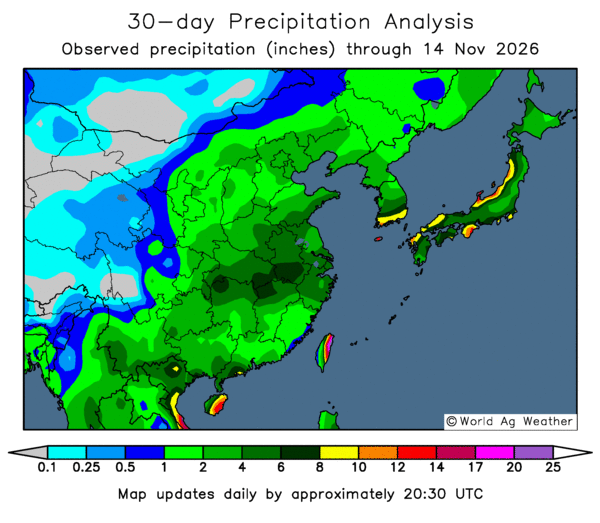 30-day Precipitation Analysis
Observed precipitation (inches) through 14 Nov 2026
© World Ag Weather
0.1 0.25 0.5 1 2 4 6 8 10 12 14 17 20 25
Map updates daily by approximately 20:30 UTC